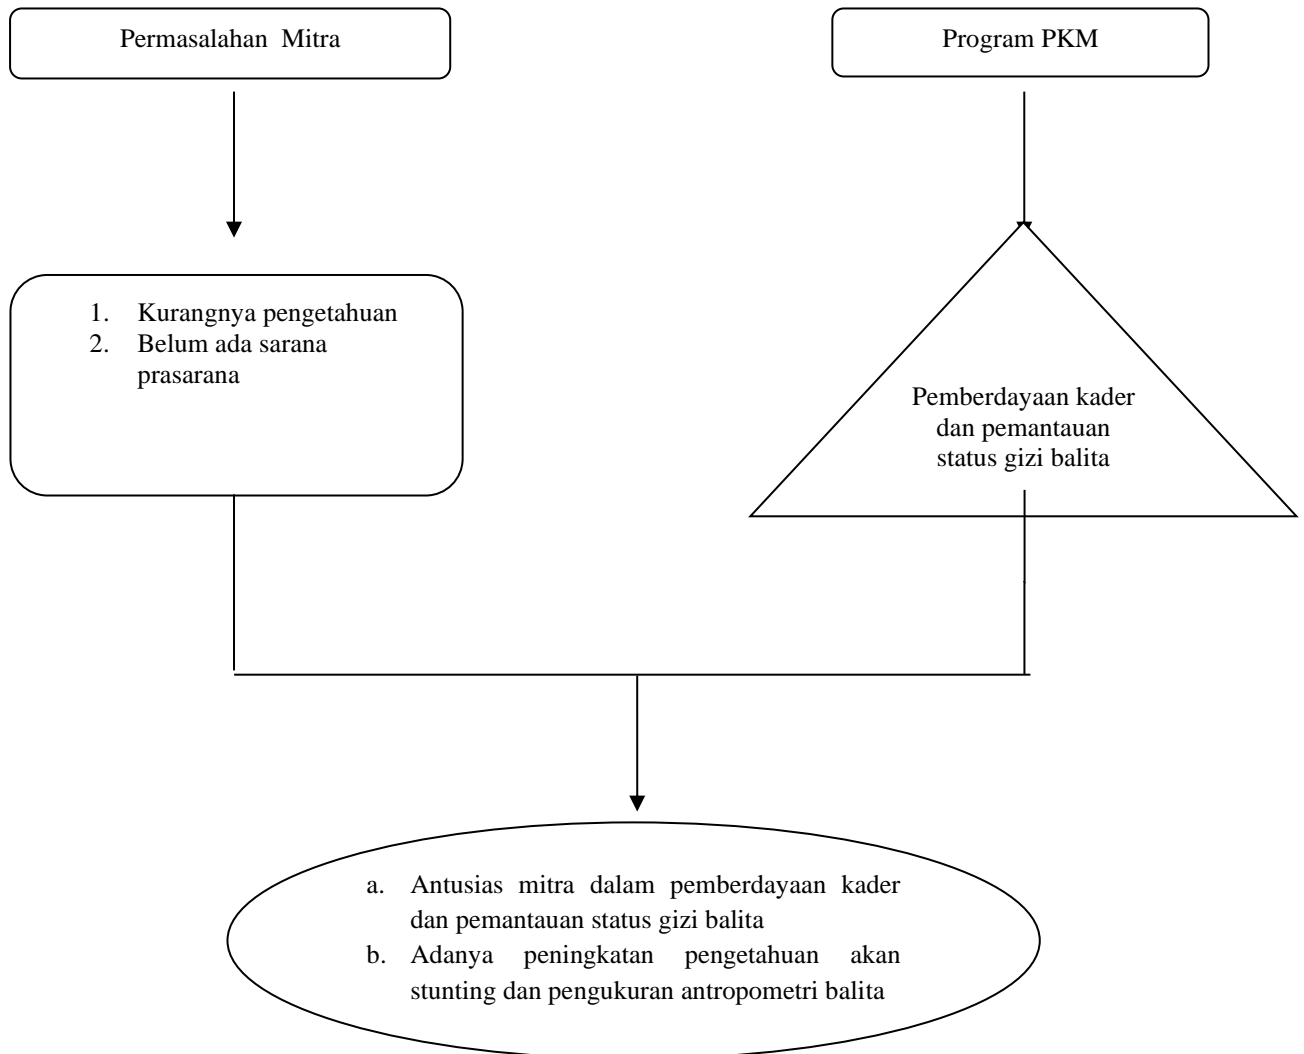 Permasalahan Mitra
Program PKM
1. Kurangnya pengetahuan
2. Belum ada sarana
prasarana
Pemberdayaan kader
dan pemantauan
status gizi balita
a. Antusias mitra dalam pemberdayaan kader
dan pemantauan status gizi balita
b. Adanya peningkatan pengetahuan akan
stunting dan pengukuran antropometri balita